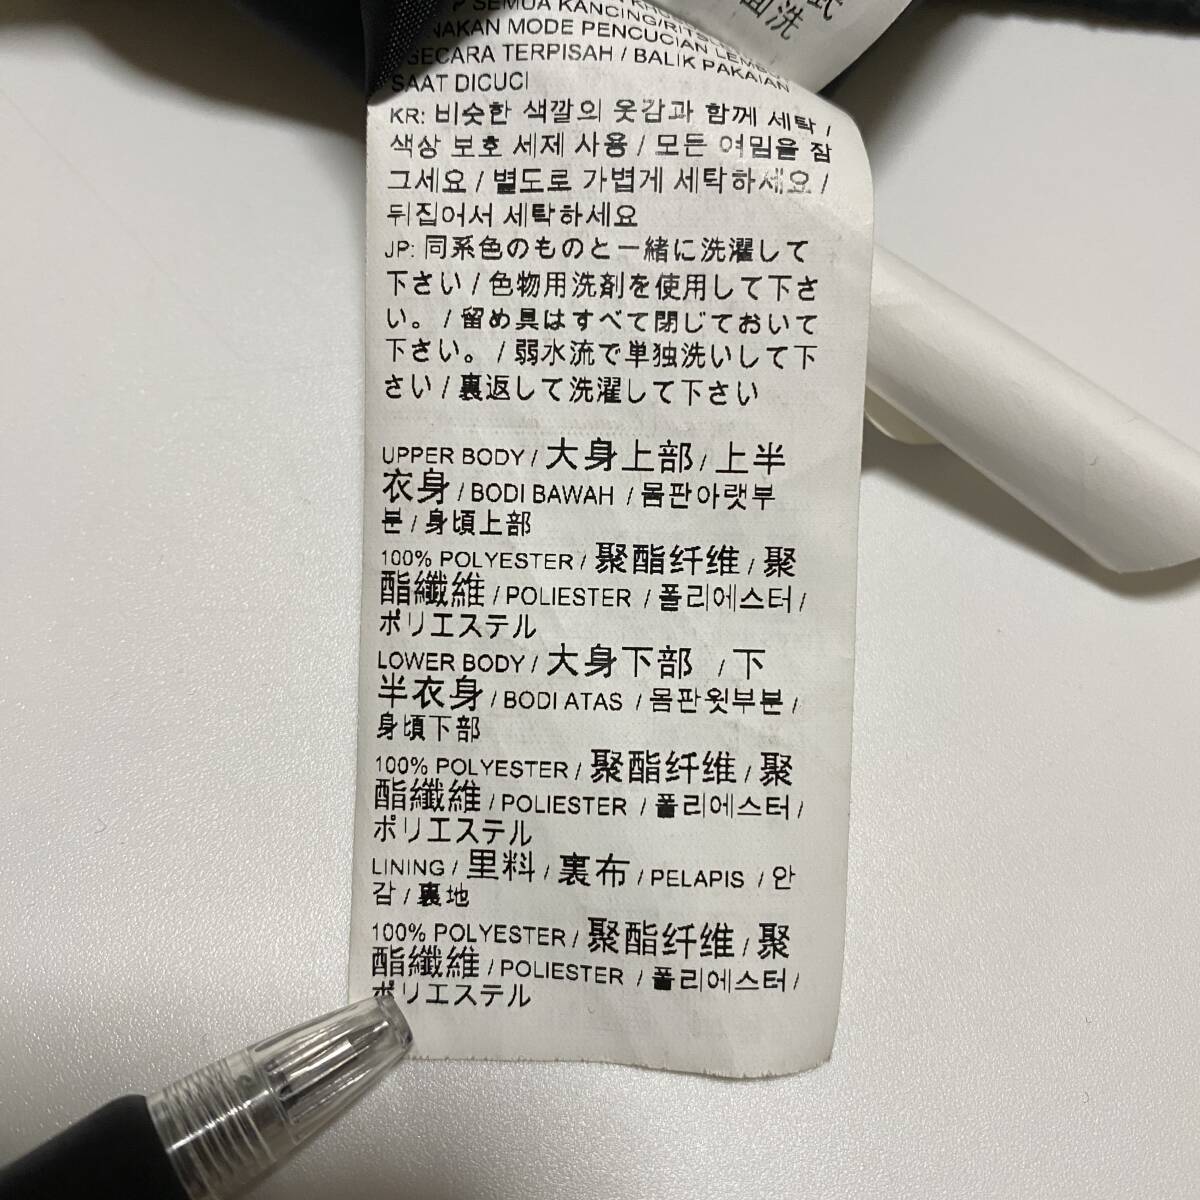 式
面洗
P SEMUA KANCING/RITS
NAKAN MODE PENCUCIAN LEMBUT
SECARA TERPISAH / BALIK PAKAIAN
SAAT DICUCI
KR: 비슷한 색깔의 옷감과 함께 세탁 /
색상 보호 세제 사용 / 모든 여밈을 잠
그세요 / 별도로 가볍게 세탁하세요 /
뒤집어서 세탁하세요
JP: 同系色のものと一緒に洗濯して
下さい / 色物用洗剤を使用して下さ
い。 / 留め具はすべて閉じておいて
下さい。 / 弱水流で単独洗いして下
さい / 裏返して洗濯して下さい
UPPER BODY / 大身上部 / 上半
衣身 / BODI BAWAH / 몸판아랫부
분 / 身頃上部
100% POLYESTER / 聚酯纤维 / 聚
酯纖維 / POLIESTER / 폴리에스터 /
ポリエステル
LOWER BODY / 大身下部 / 下
半衣身 / BODI ATAS / 몸판윗부분 /
身頃下部
100% POLYESTER / 聚酯纤维 / 聚
酯纖維 / POLIESTER / 폴리에스터 /
ポリエステル
LINING / 里料 / 裏布 / PELAPIS / 안
감 / 裏地
100% POLYESTER / 聚酯纤维 / 聚
酯纖維 / POLIESTER / 폴리에스터 /
ポリエステル